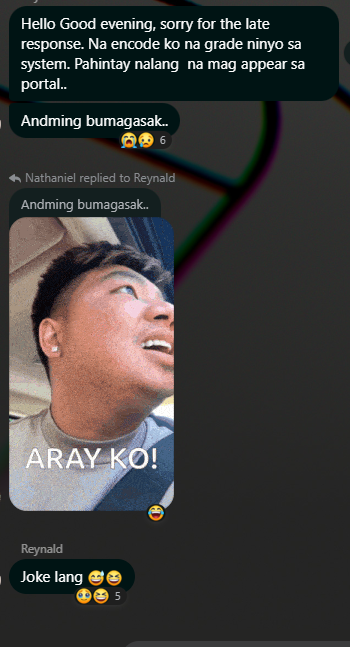 Hello Good evening, sorry for the late
response. Na encode ko na grade ninyo sa
system. Pahintay nalang na mag appear sa
portal..
Andming bumagasak..
6
Nathaniel replied to Reynald
Andming bumagasak..
ARAY KO!
Reynald
Joke lang 😅😆
5